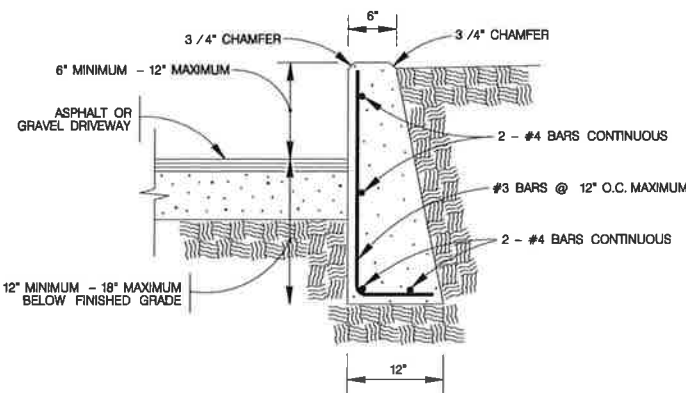 6"
3 /4" CHAMFER
3 /4" CHAMFER
6" MINIMUM - 12" MAXIMUM
ASPHALT OR
GRAVEL DRIVEWAY
2 - #4 BARS CONTINUOUS
#3 BARS @ 12" O.C. MAXIMUM
2 - #4 BARS CONTINUOUS
12" MINIMUM - 18" MAXIMUM
BELOW FINISHED GRADE
12"